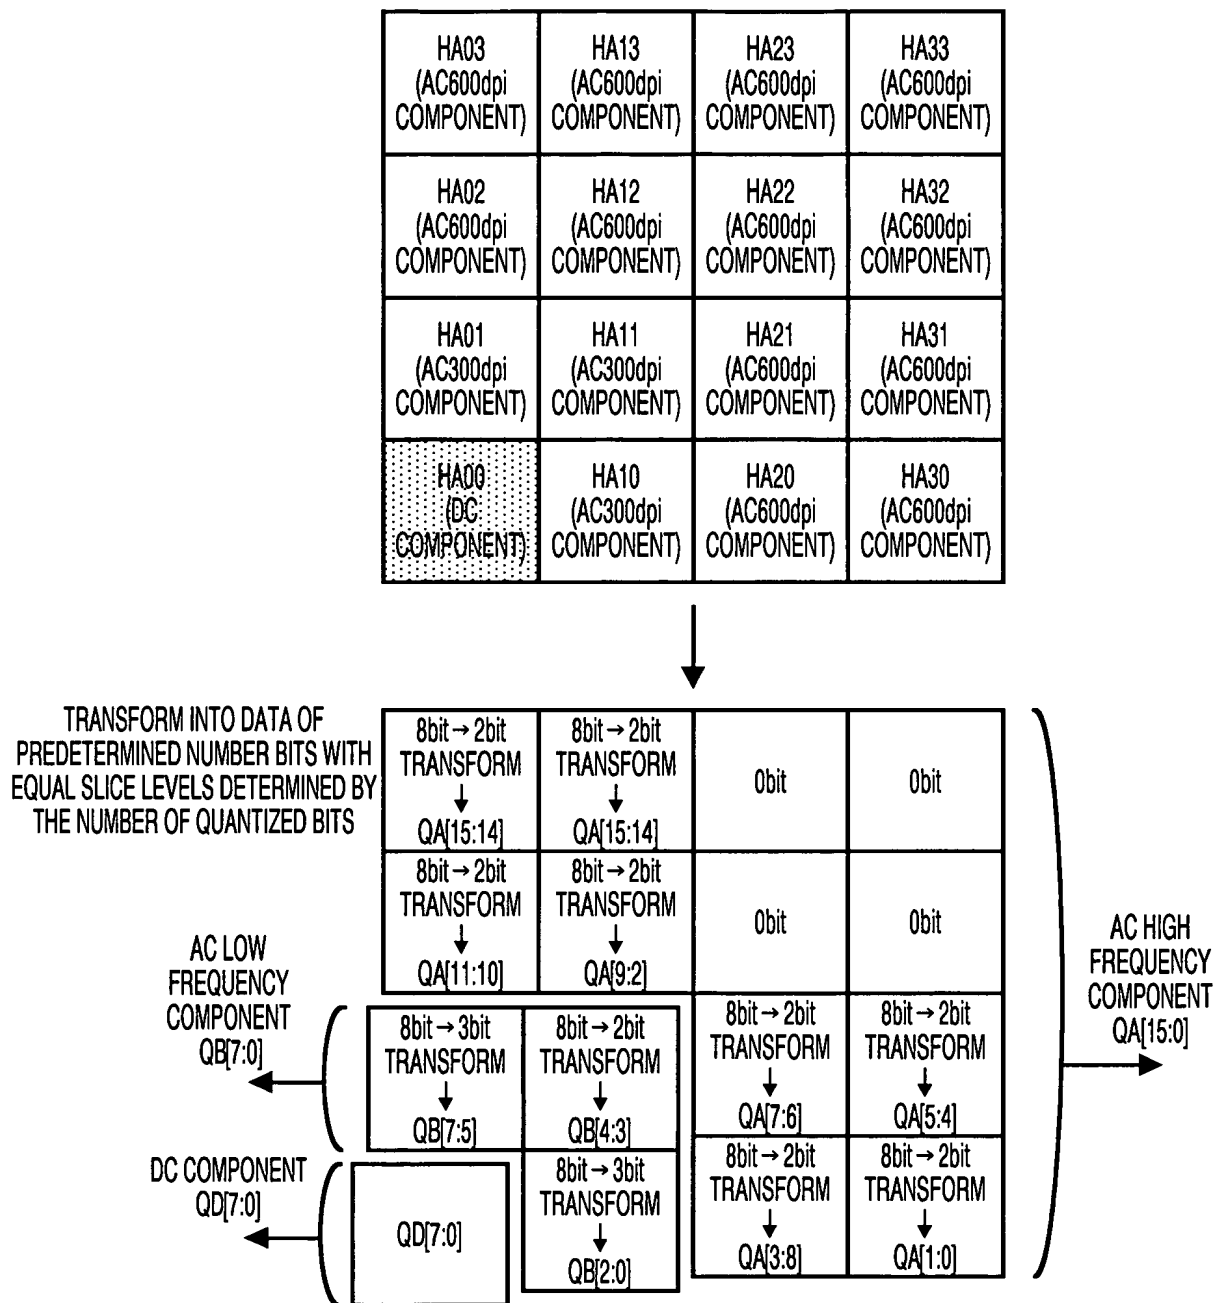 HA03
(AC600dpi
COMPONENT)
HA13
(AC600dpi
COMPONENT)
HA23
(AC600dpi
COMPONENT)
HA33
(AC600dpi
COMPONENT)
HA02
(AC600dpi
COMPONENT)
HA12
(AC600dpi
COMPONENT)
HA22
(AC600dpi
COMPONENT)
HA32
(AC600dpi
COMPONENT)
HA01
(AC300dpi
COMPONENT)
HA11
(AC300dpi
COMPONENT)
HA21
(AC600dpi
COMPONENT)
HA31
(AC600dpi
COMPONENT)
HA00
(DC
COMPONENT)
HA10
(AC300dpi
COMPONENT)
HA20
(AC600dpi
COMPONENT)
HA30
(AC600dpi
COMPONENT)
TRANSFORM INTO DATA OF
PREDETERMINED NUMBER BITS WITH
EQUAL SLICE LEVELS DETERMINED BY
THE NUMBER OF QUANTIZED BITS
8bit→2bit
TRANSFORM
↓
QA[15:14]
8bit→2bit
TRANSFORM
↓
QA[15:14]
0bit
0bit
8bit→2bit
TRANSFORM
↓
QA[11:10]
8bit→2bit
TRANSFORM
↓
QA[9:2]
0bit
0bit
AC LOW
FREQUENCY
COMPONENT
QB[7:0]
8bit→3bit
TRANSFORM
↓
QB[7:5]
8bit→2bit
TRANSFORM
↓
QB[4:3]
8bit→2bit
TRANSFORM
↓
QA[7:6]
8bit→2bit
TRANSFORM
↓
QA[5:4]
AC HIGH
FREQUENCY
COMPONENT
QA[15:0]
DC COMPONENT
QD[7:0]
QD[7:0]
8bit→3bit
TRANSFORM
↓
QB[2:0]
8bit→2bit
TRANSFORM
↓
QA[3:8]
8bit→2bit
TRANSFORM
↓
QA[1:0]